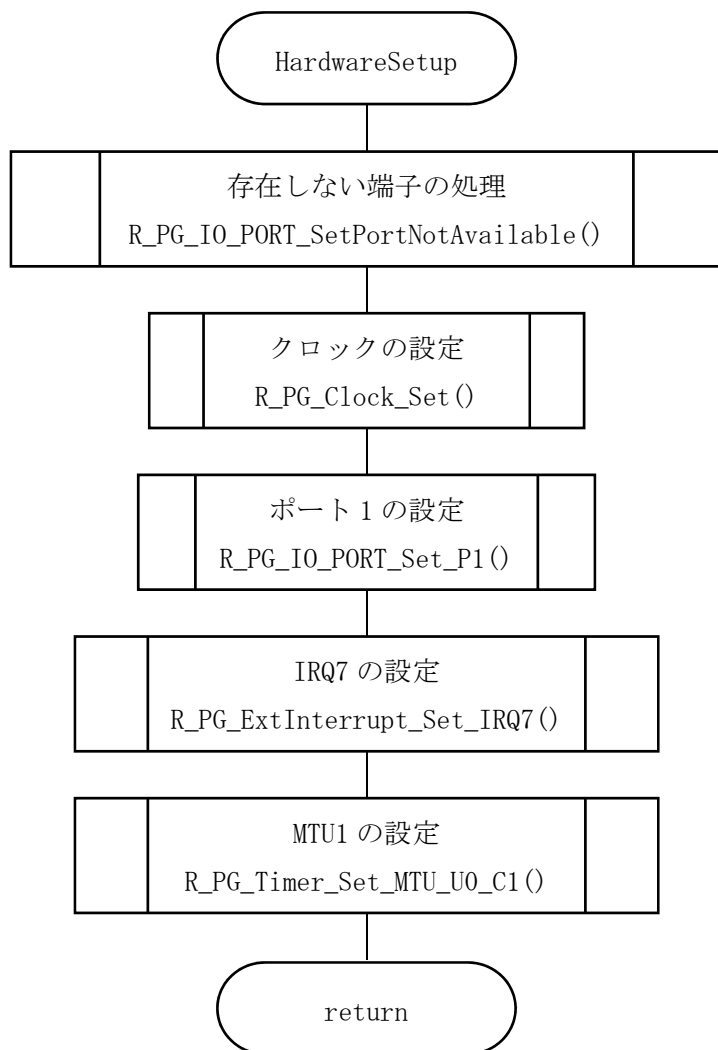 HardwareSetup
存在しない端子の処理
R_PG_IO_PORT_SetPortNotAvailable()
クロックの設定
R_PG_Clock_Set()
ポート1の設定
R_PG_IO_PORT_Set_P1()
IRQ7の設定
R_PG_ExtInterrupt_Set_IRQ7()
MTU1の設定
R_PG_Timer_Set_MTU_U0_C1()
return